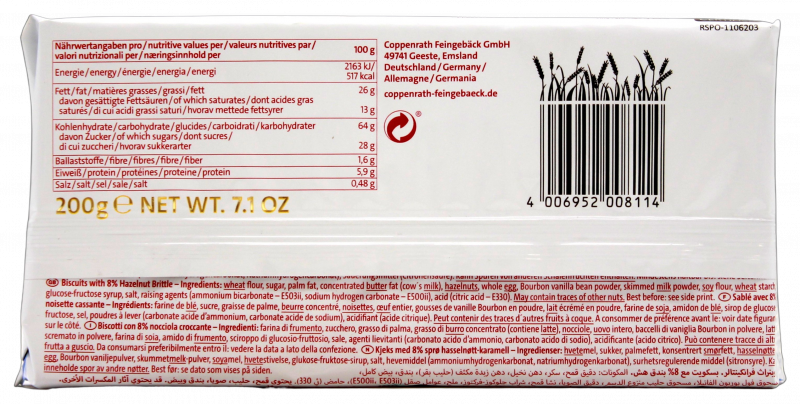 RSPO-1106203
Nährwertangaben pro/nutritive values per/valeurs nutritives par/
valori nutrizionali per/næringsinnhold per 100 g
Energie/energy/énergie/energia/energi 2163 kJ/
517 kcal
Fett/fat/matières grasses/grassi/fett 26 g
davon gesättigte Fettsäuren/of which saturates/dont acides gras
saturés/di cui acidi grassi saturi/hvorav mettede fettsyrer 13 g
Kohlenhydrate/carbohydrate/glucides/carboidrati/karbohydrater 64 g
davon Zucker/of which sugars/dont sucres/
di cui zuccheri/hvorav sukkerarter 28 g
Ballaststoffe/fibre/fibres/fibre/fiber 1,6 g
Eiweiß/protein/protéines/proteine/protein 5,9 g
Salz/salt/sel/sale/salt 0,48 g
200g ℮ NET WT. 7.1 OZ
Coppenrath Feingebäck GmbH
49741 Geeste, Emsland
Deutschland/Germany/
Allemagne/Germania
coppenrath-feingebaeck.de
®
4 006952 008114
GB Biscuits with 8% Hazelnut Brittle – Ingredients: wheat flour, sugar, palm fat, concentrated butter fat (cow's milk), hazelnuts, whole egg, Bourbon vanilla bean powder, skimmed milk powder, soy flour, wheat starch
glucose-fructose syrup, salt, raising agents (ammonium bicarbonate – E503ii, sodium hydrogen carbonate – E500ii), acid (citric acid – E330). May contain traces of other nuts. Best before: see side print. F Sablé avec 8%
noisette cassante – Ingrédients: farine de blé, sucre, graisse de palme, beurre concentré, noisettes, œuf entier, gousses de vanille Bourbon en poudre, lait écrémé en poudre, farine de soja, amidon de blé, sirop de glucose
fructose, sel, poudres à lever (carbonate acide d'ammonium, carbonate acide de sodium), acidifiant (acide citrique). Peut contenir des traces d'autres fruits à coque. A consommer de préférence avant le: voir date figurant
sur le côté. I Biscotti con 8% nocciola croccante – Ingredienti: farina di frumento, zucchero, grasso di palma, grasso di burro concentrato (contiene latte), nocciole, uovo intero, baccelli di vaniglia Bourbon in polvere, latte
scremato in polvere, farina di soia, amido di frumento, sciroppo di glucosio-fruttosio, sale, agenti lievitanti (carbonato acido d'ammonio, carbonato acido di sodio), acidificante (acido citrico). Può contenere tracce di altra
frutta a guscio. Da consumarsi preferibilmente entro il: vedere la data a lato della confezione. N Kjeks med 8% sprø hasselnøtt-karamell – Ingredienser: hvetemel, sukker, palmefett, konsentrert smørfett, hasselnøtter
egg, Bourbon vaniljepulver, skummetmelk-pulver, soyamel, hvetestivelse, glukose-fruktose-sirup, salt, hevemiddel (ammoniumhydrogenkarbonat, natriumhydrogenkarbonat), surhetsregulerende middel (sitronsyre).
inneholde spor av andre nøtter. Best før: se dato som vises på siden.